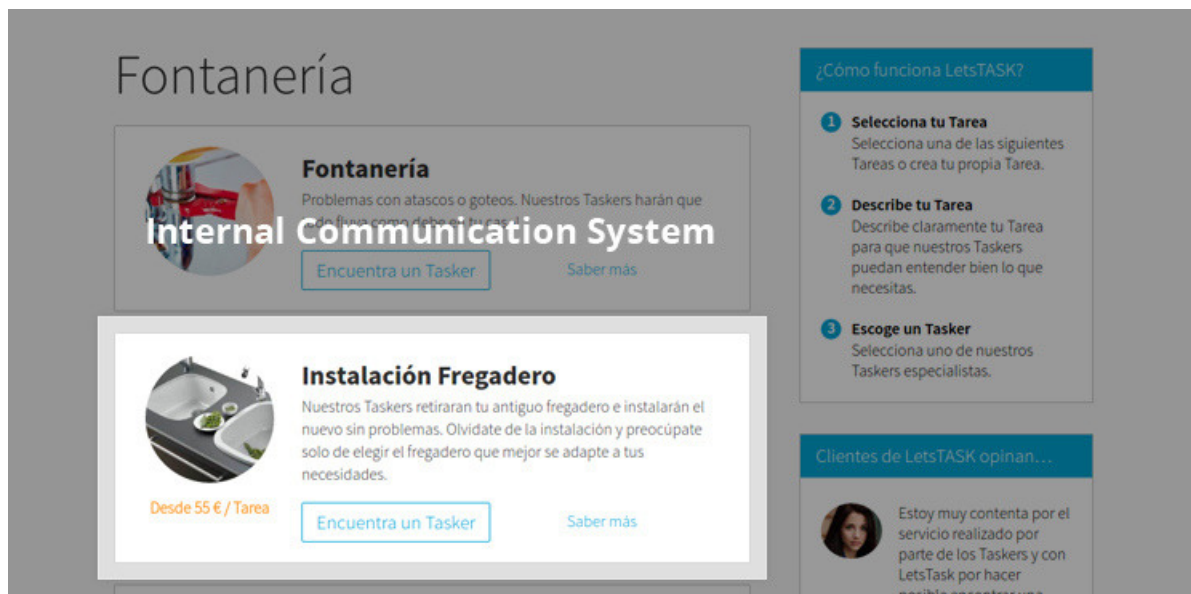 Fontanería
Fontanería
Problemas con atascos o goteos. Nuestros Taskers harán que
Internal Communication System
Encuentra un Tasker
Saber más
Instalación Fregadero
Nuestros Taskers retiraran tu antiguo fregadero e instalarán el
nuevo sin problemas. Olvidate de la instalación y preocúpate
solo de elegir el fregadero que mejor se adapte a tus
necesidades.
Desde 55 € / Tarea
Encuentra un Tasker
Saber más
¿Cómo funciona LetsTASK?
1 Selecciona tu Tarea
Selecciona una de las siguientes
Tareas o crea tu propia Tarea.
2 Describe tu Tarea
Describe claramente tu Tarea
para que nuestros Taskers
puedan entender bien lo que
necesitas.
3 Escoge un Tasker
Selecciona uno de nuestros
Taskers especialistas.
Clientes de LetsTASK opinan...
Estoy muy contenta por el
servicio realizado por
parte de los Taskers y con
LetsTask por hacer